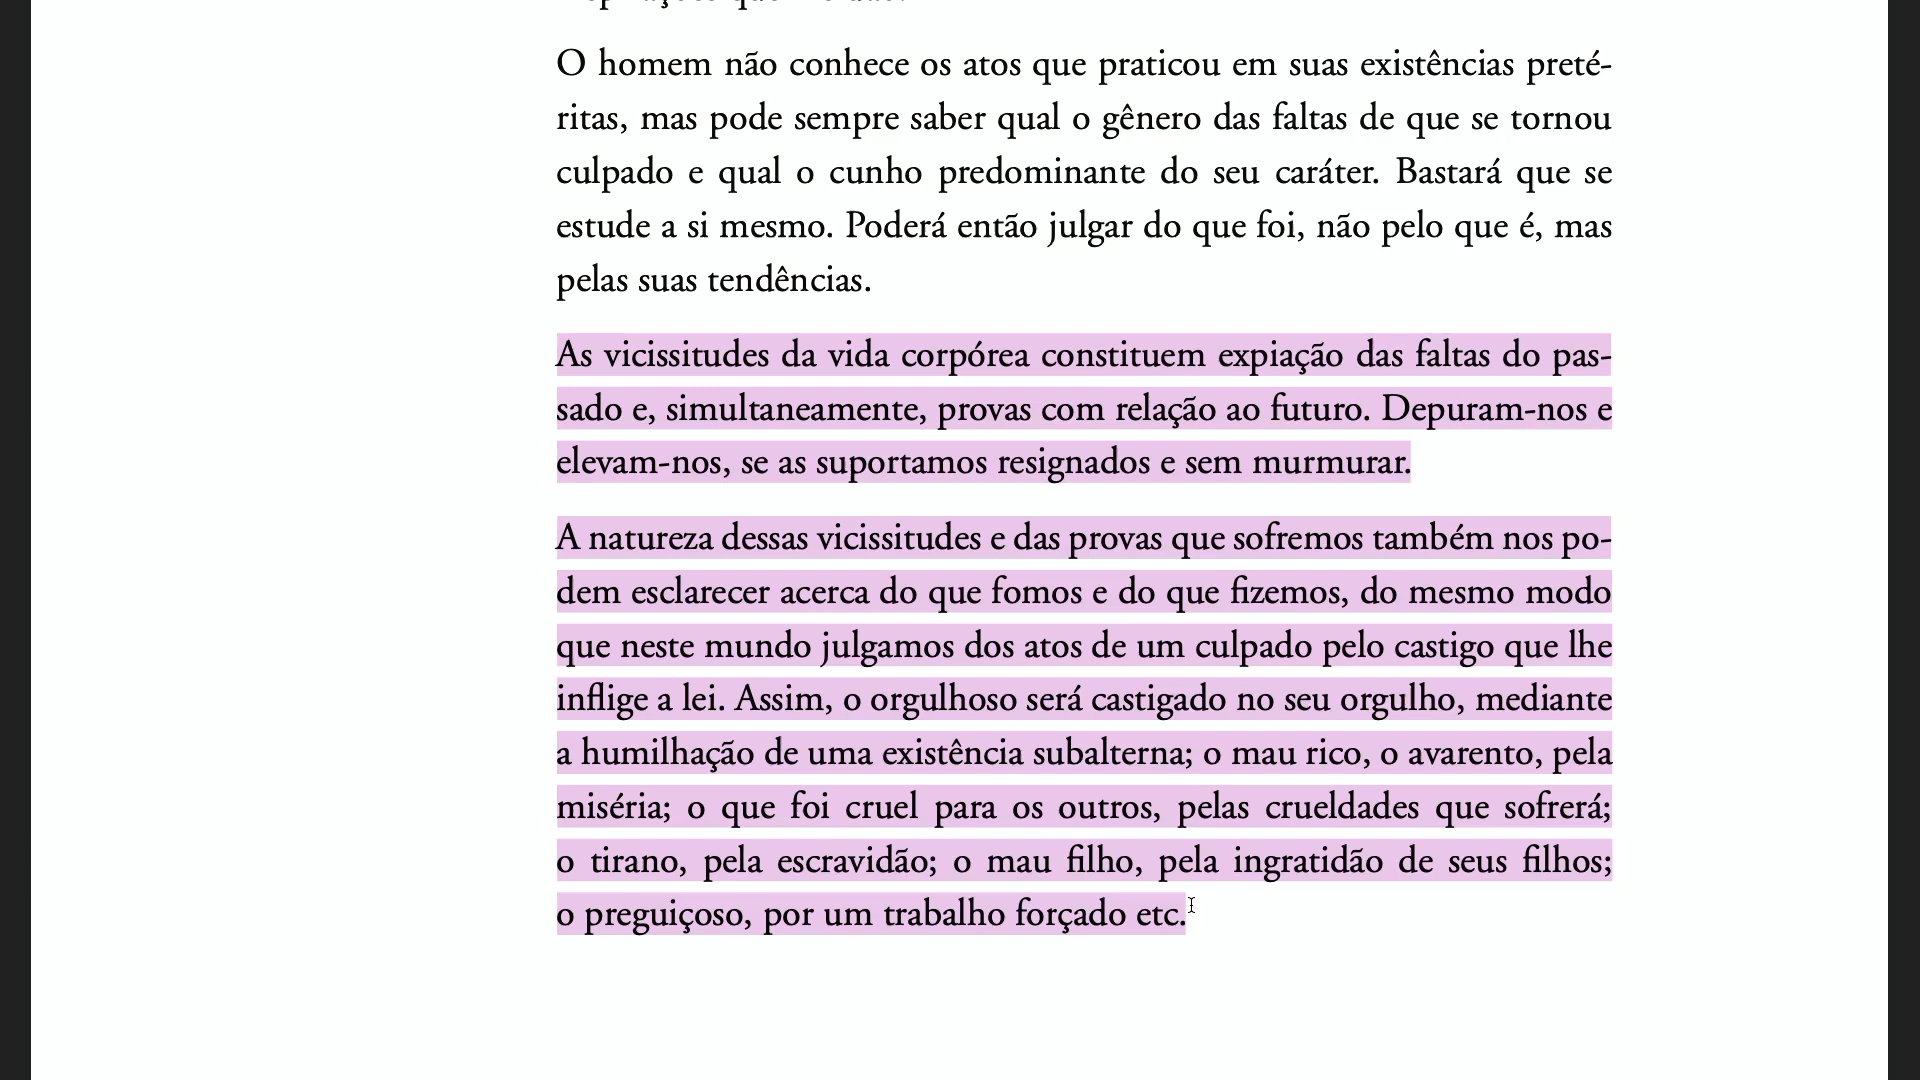 O homem não conhece os atos que praticou em suas existências preté-
ritas, mas pode sempre saber qual o gênero das faltas de que se tornou
culpado e qual o cunho predominante do seu caráter. Bastará que se
estude a si mesmo. Poderá então julgar do que foi, não pelo que é, mas
pelas suas tendências.
As vicissitudes da vida corpórea constituem expiação das faltas do pas-
sado e, simultaneamente, provas com relação ao futuro. Depuram-nos e
elevam-nos, se as suportamos resignados e sem murmurar.
A natureza dessas vicissitudes e das provas que sofremos também nos po-
dem esclarecer acerca do que fomos e do que fizemos, do mesmo modo
que neste mundo julgamos dos atos de um culpado pelo castigo que lhe
inflige a lei. Assim, o orgulhoso será castigado no seu orgulho, mediante
a humilhação de uma existência subalterna; o mau rico, o avarento, pela
miséria; o que foi cruel para os outros, pelas crueldades que sofrerá;
o tirano, pela escravidão; o mau filho, pela ingratidão de seus filhos;
o preguiçoso, por um trabalho forçado etc.